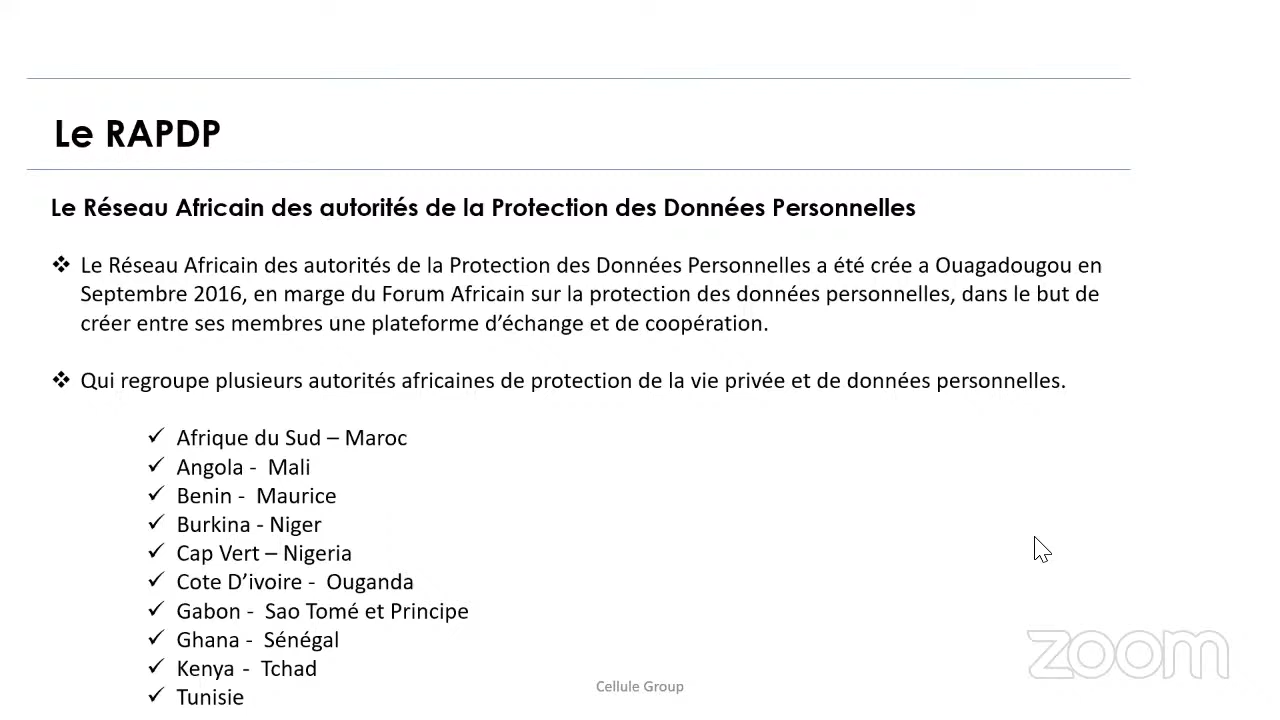 Le RAPDP
Le Réseau Africain des autorités de la Protection des Données Personnelles
❖ Le Réseau Africain des autorités de la Protection des Données Personnelles a été crée a Ouagadougou en
Septembre 2016, en marge du Forum Africain sur la protection des données personnelles, dans le but de
créer entre ses membres une plateforme d’échange et de coopération.
❖ Qui regroupe plusieurs autorités africaines de protection de la vie privée et de données personnelles.
✓ Afrique du Sud – Maroc
✓ Angola - Mali
✓ Benin - Maurice
✓ Burkina - Niger
✓ Cap Vert – Nigeria
✓ Cote D’ivoire - Ouganda
✓ Gabon - Sao Tomé et Principe
✓ Ghana - Sénégal
✓ Kenya - Tchad
✓ Tunisie
Cellule Group
zoom